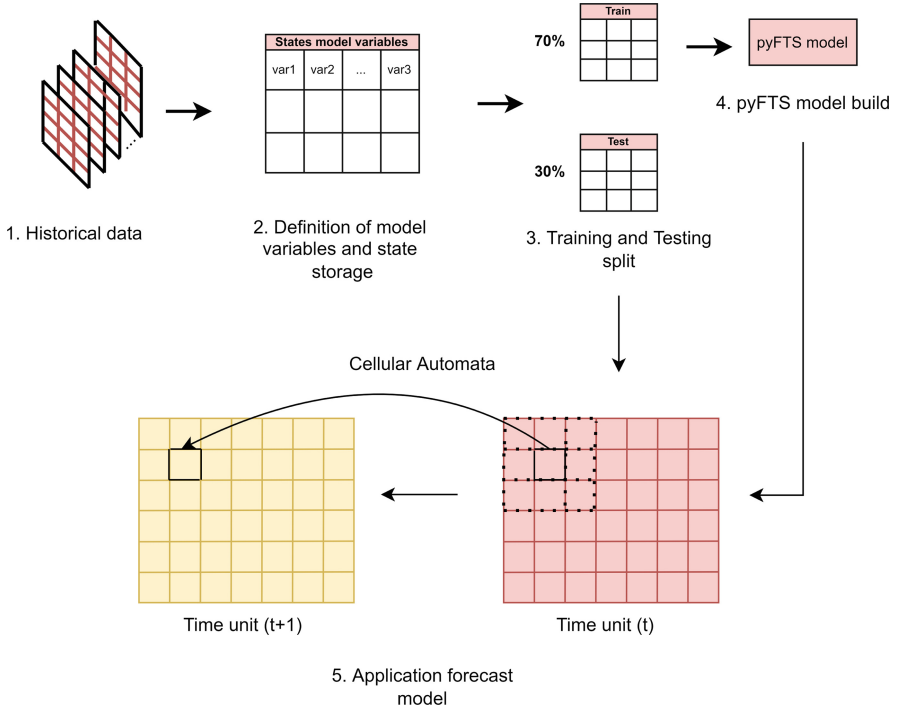 1. Historical data
States model variables
var1 var2 ... var3
2. Definition of model
variables and state
storage
70%
Train
30%
Test
3. Training and Testing
split
pyFTS model
4. pyFTS model build
Cellular Automata
Time unit (t+1)
Time unit (t)
5. Application forecast
model